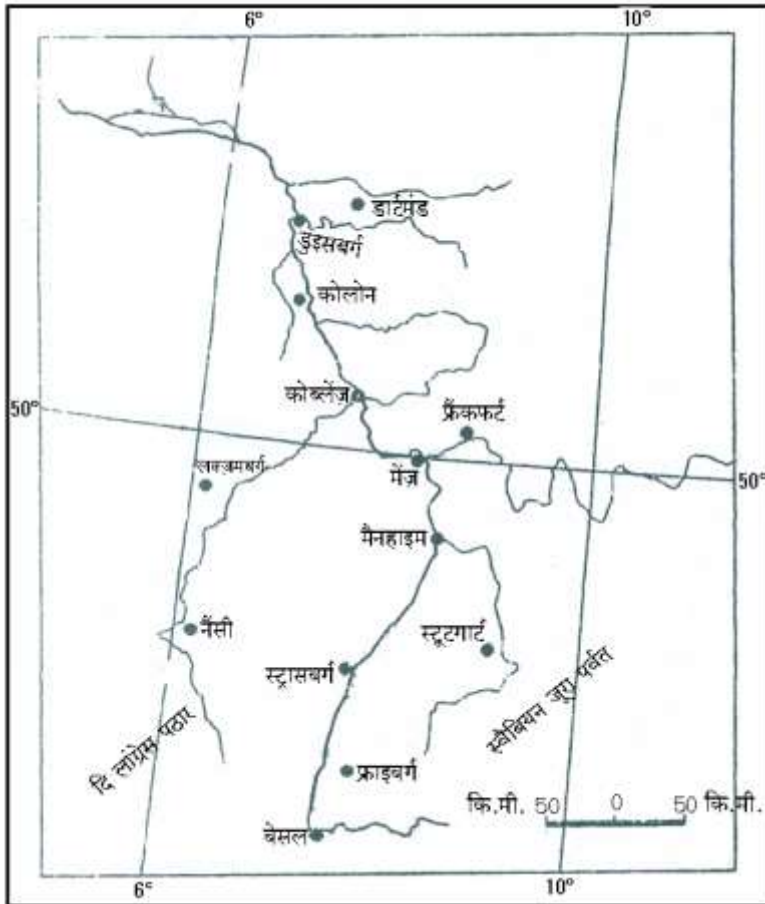 6° 10°
डार्टमंड
डुइसबर्ग
कोलोन
कोब्लेंज़
फ्रैंकफर्ट
50°
लक्ज़मबर्ग
मेंज़
50°
मैनहाइम
नैंसी
स्टूटगार्ट
स्ट्रासबर्ग
स्वैबियन जूरा पर्वत
दि लांग्रेस पठार
फ्राइबर्ग
कि.मी. 50 0 50 कि.मी.
बेसल
6° 10°